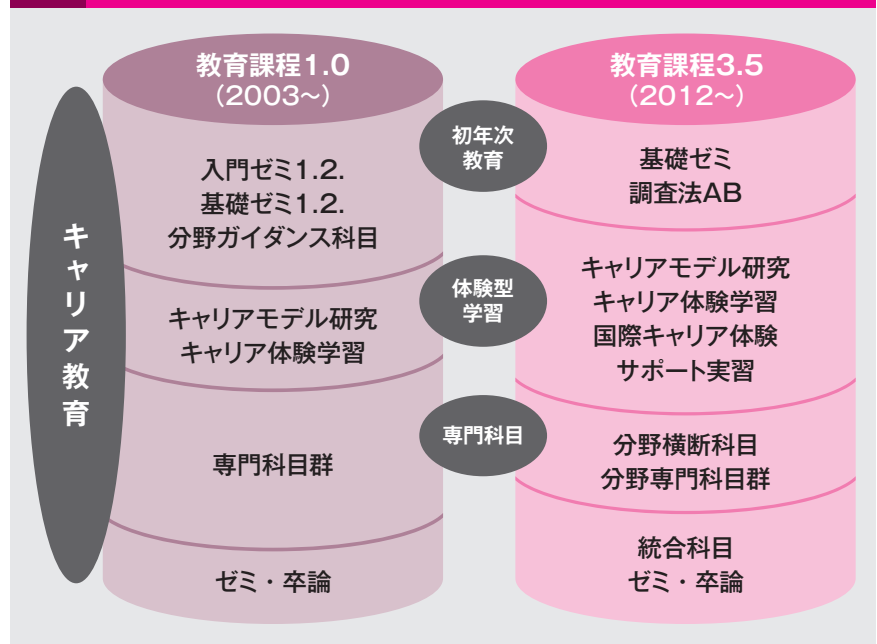 キャリア教育
教育課程1.0
（2003〜）
入門ゼミ1.2.
基礎ゼミ1.2.
分野ガイダンス科目
キャリアモデル研究
キャリア体験学習
専門科目群
ゼミ・卒論
初年次
教育
体験型
学習
専門科目
教育課程3.5
（2012〜）
基礎ゼミ
調査法AB
キャリアモデル研究
キャリア体験学習
国際キャリア体験
サポート実習
分野横断科目
分野専門科目群
統合科目
ゼミ・卒論